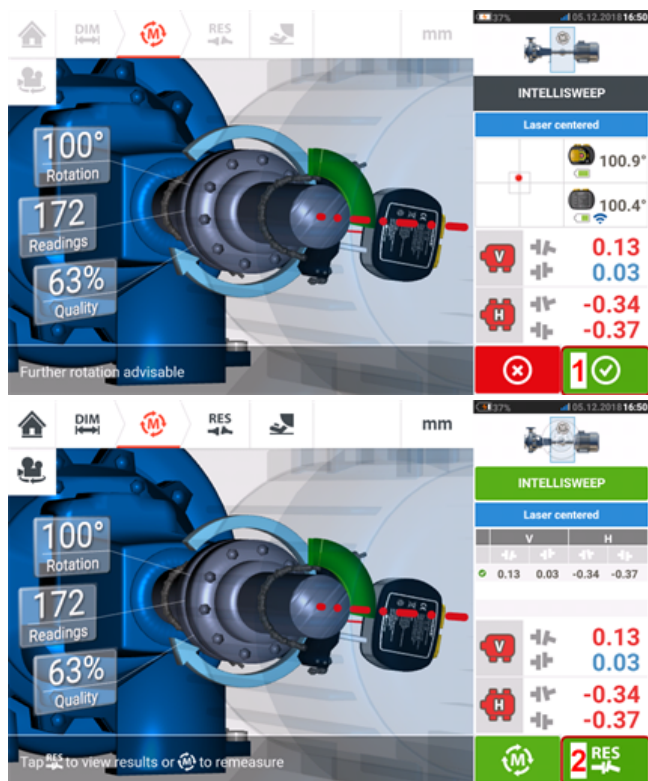 DIM
M
RES
mm
37%
05.12.2018 16:50
100°
Rotation
172
Readings
63%
Quality
Further rotation advisable
INTELLISWEEP
Laser centered
100.9°
100.4°
V
0.13
0.03
H
-0.34
-0.37
1
DIM
M
RES
mm
37%
05.12.2018 16:50
100°
Rotation
172
Readings
63%
Quality
Tap RES to view results or M to remeasure
INTELLISWEEP
Laser centered
V H
0.13 0.03 -0.34 -0.37
V
0.13
0.03
H
-0.34
-0.37
M
2 RES